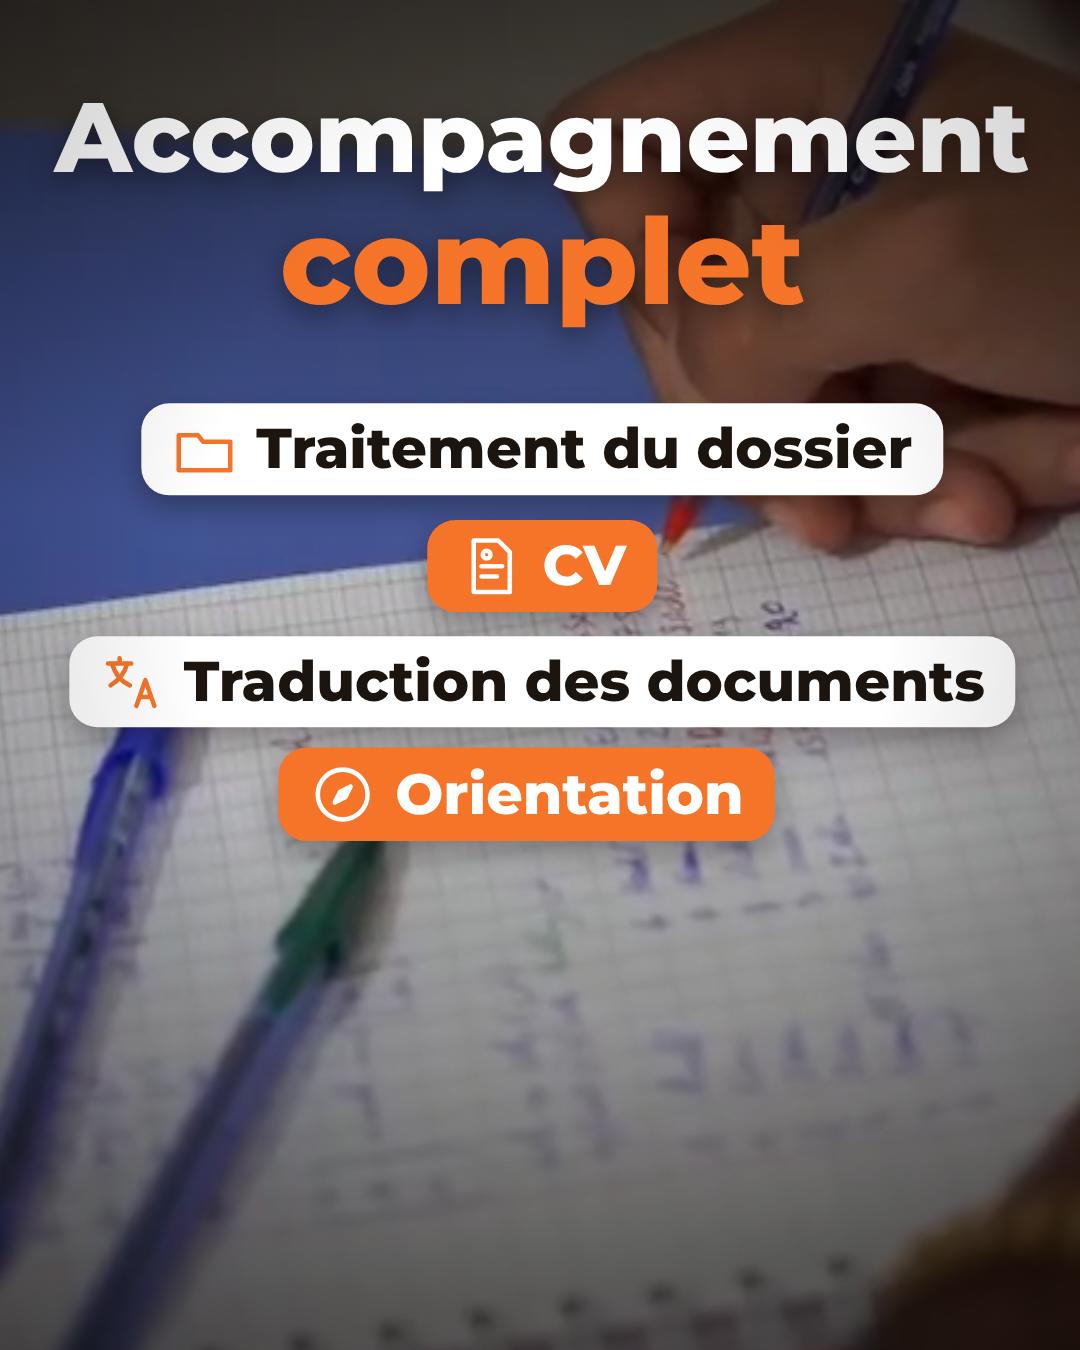 Accompagnement
complet
Traitement du dossier
CV
Traduction des documents
Orientation